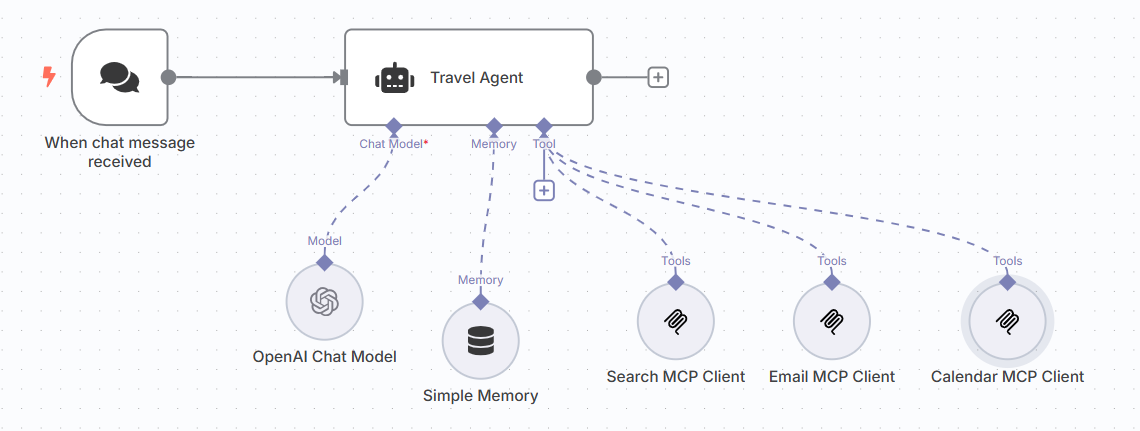 Travel Agent
When chat message
received
Chat Model*
Memory
Tool
Model
Memory
Tools
Tools
Tools
OpenAI Chat Model
Simple Memory
Search MCP Client
Email MCP Client
Calendar MCP Client